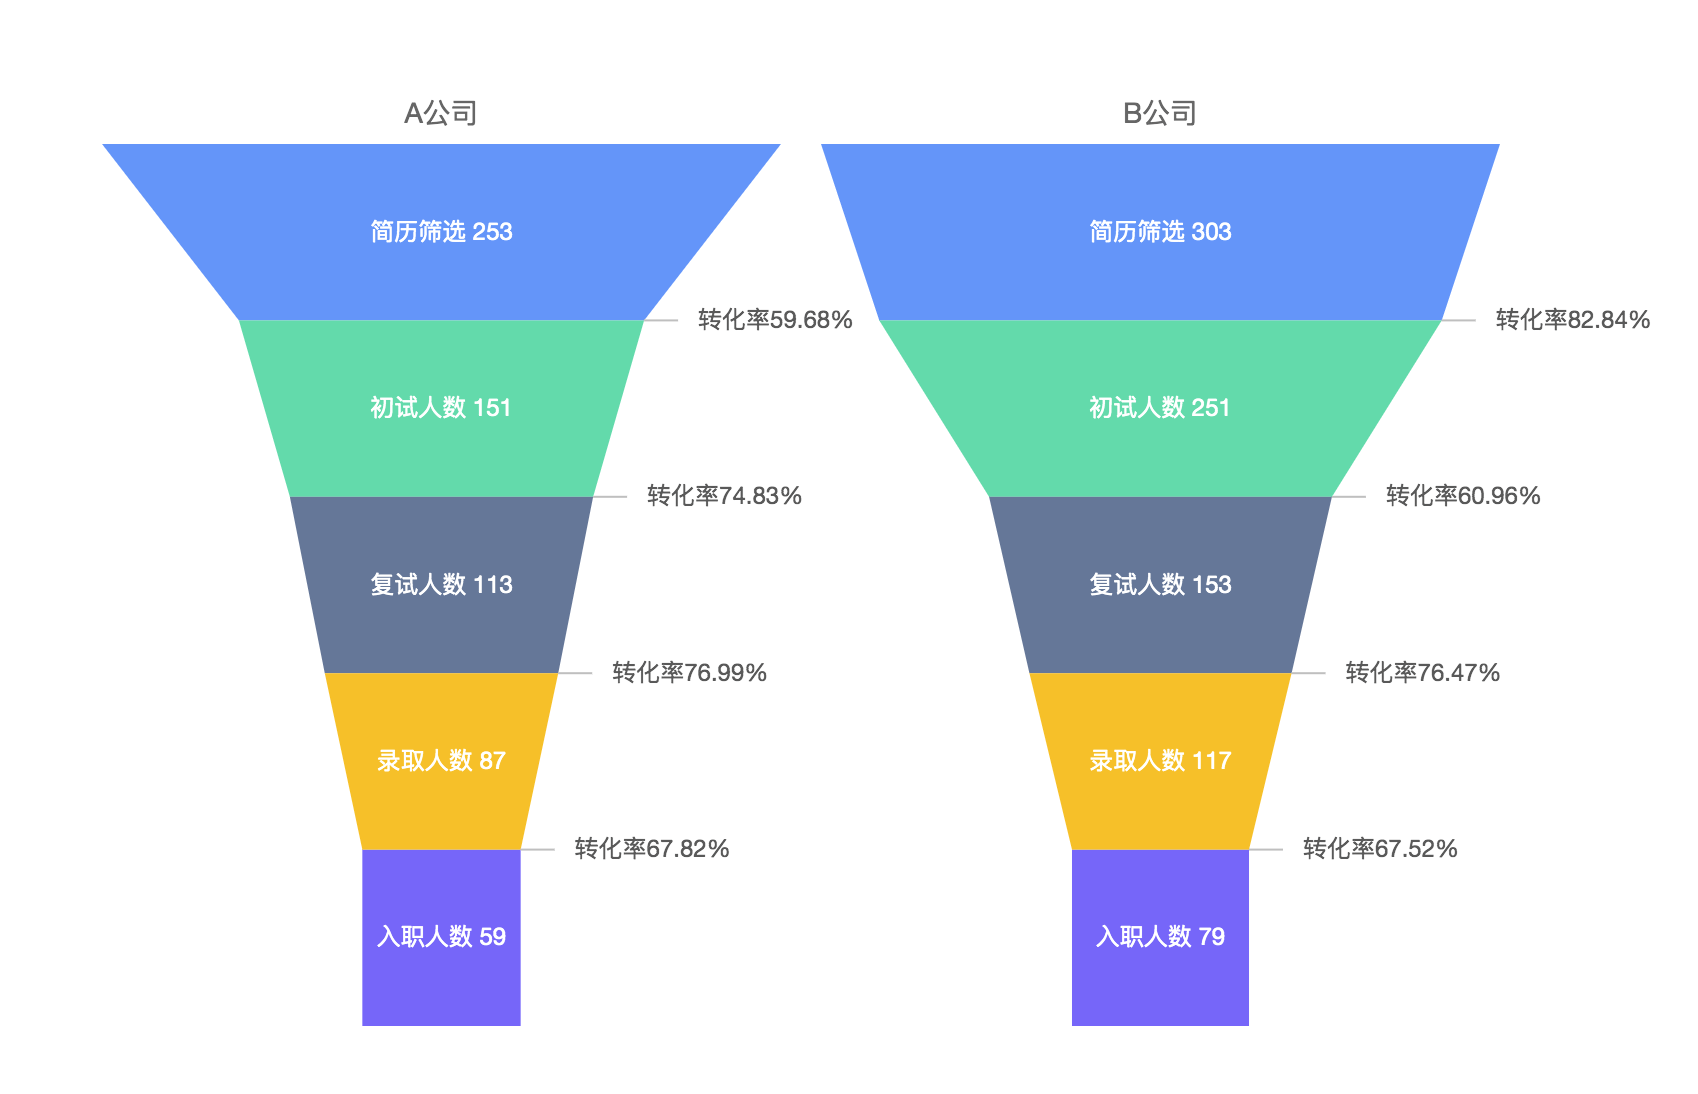 A公司
简历筛选 253
转化率59.68%
初试人数 151
转化率74.83%
复试人数 113
转化率76.99%
录取人数 87
转化率67.82%
入职人数 59
B公司
简历筛选 303
转化率82.84%
初试人数 251
转化率60.96%
复试人数 153
转化率76.47%
录取人数 117
转化率67.52%
入职人数 79